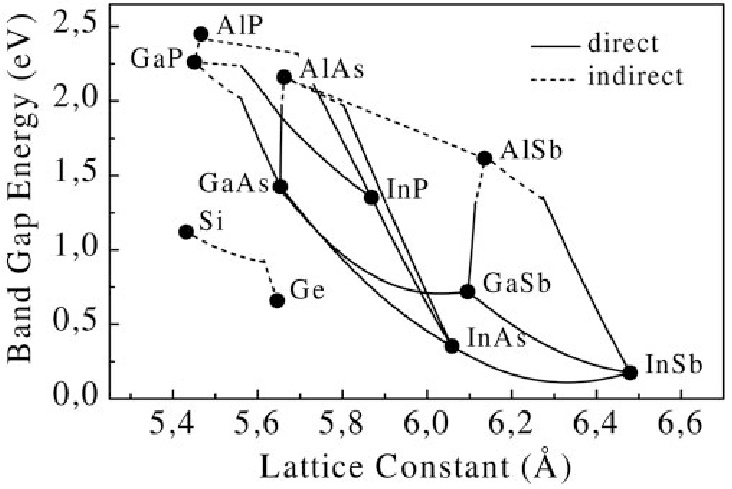 Band Gap Energy (eV)
2,5
2,0
1,5
1,0
0,5
0,0
AlP
GaP
AlAs
direct
indirect
AlSb
GaAs
InP
Si
GaSb
Ge
InAs
InSb
5,4 5,6 5,8 6,0 6,2 6,4 6,6
Lattice Constant (Å)